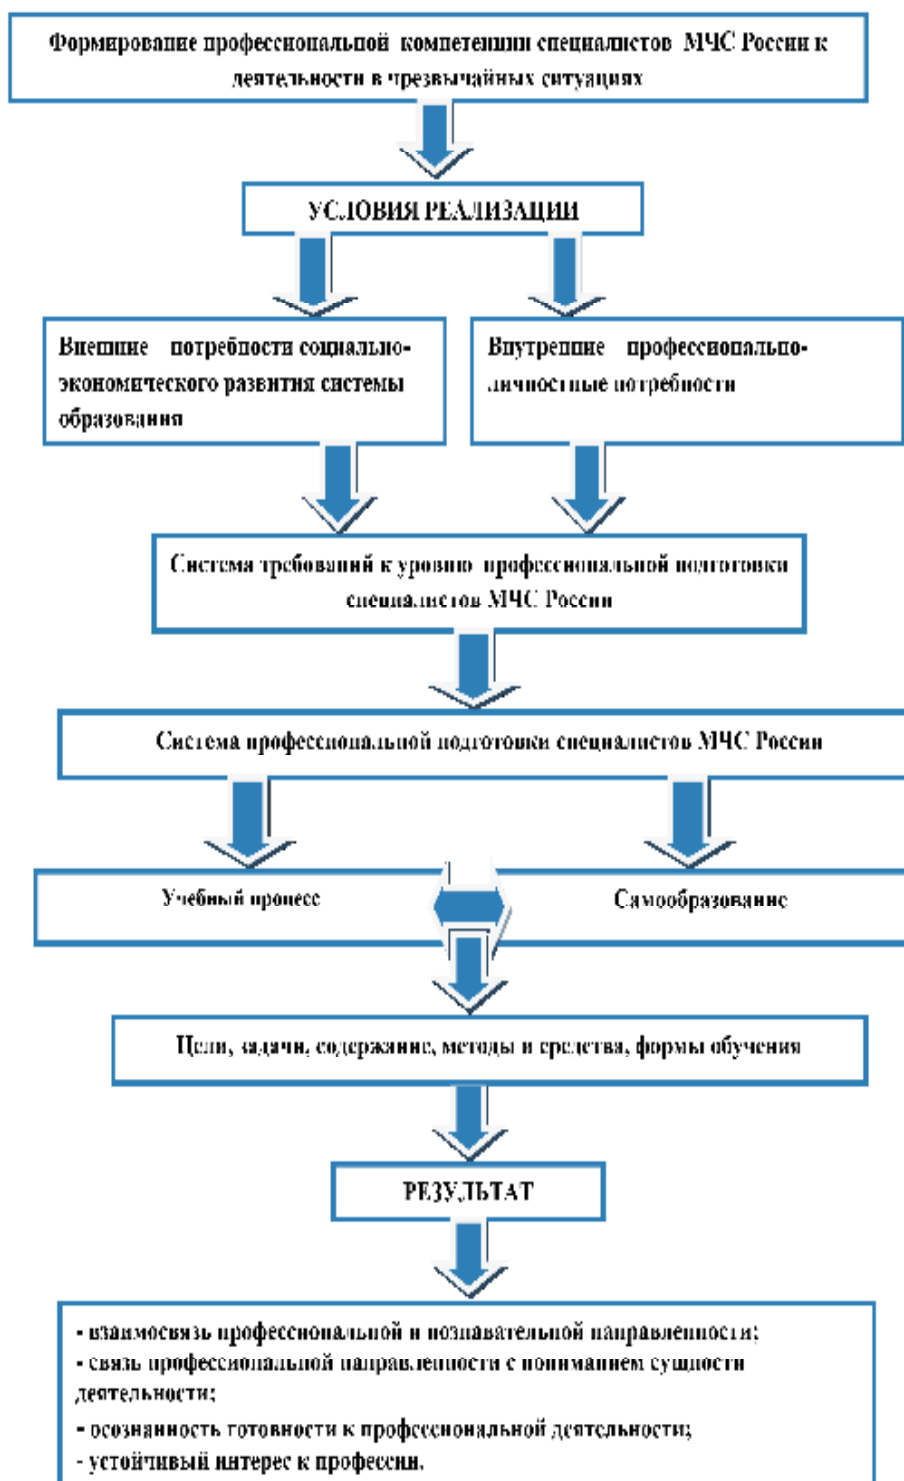 Формирование профессиональной компетенции специалистов МЧС России к
деятельности в чрезвычайных ситуациях
УСЛОВИЯ РЕАЛИЗАЦИИ
Внешние потребности социально-
экономического развития системы
образования
Внутренние профессионально-
личностные потребности
Система требований к уровню профессиональной подготовки
специалистов МЧС России
Система профессиональной подготовки специалистов МЧС России
Учебный процесс
Самообразование
Цели, задачи, содержание, методы и средства, формы обучения
РЕЗУЛЬТАТ
- взаимосвязь профессиональной и познавательной направленности;
- связь профессиональной направленности с пониманием сущности
деятельности;
- осознанность готовности к профессиональной деятельности;
- устойчивый интерес к профессии.